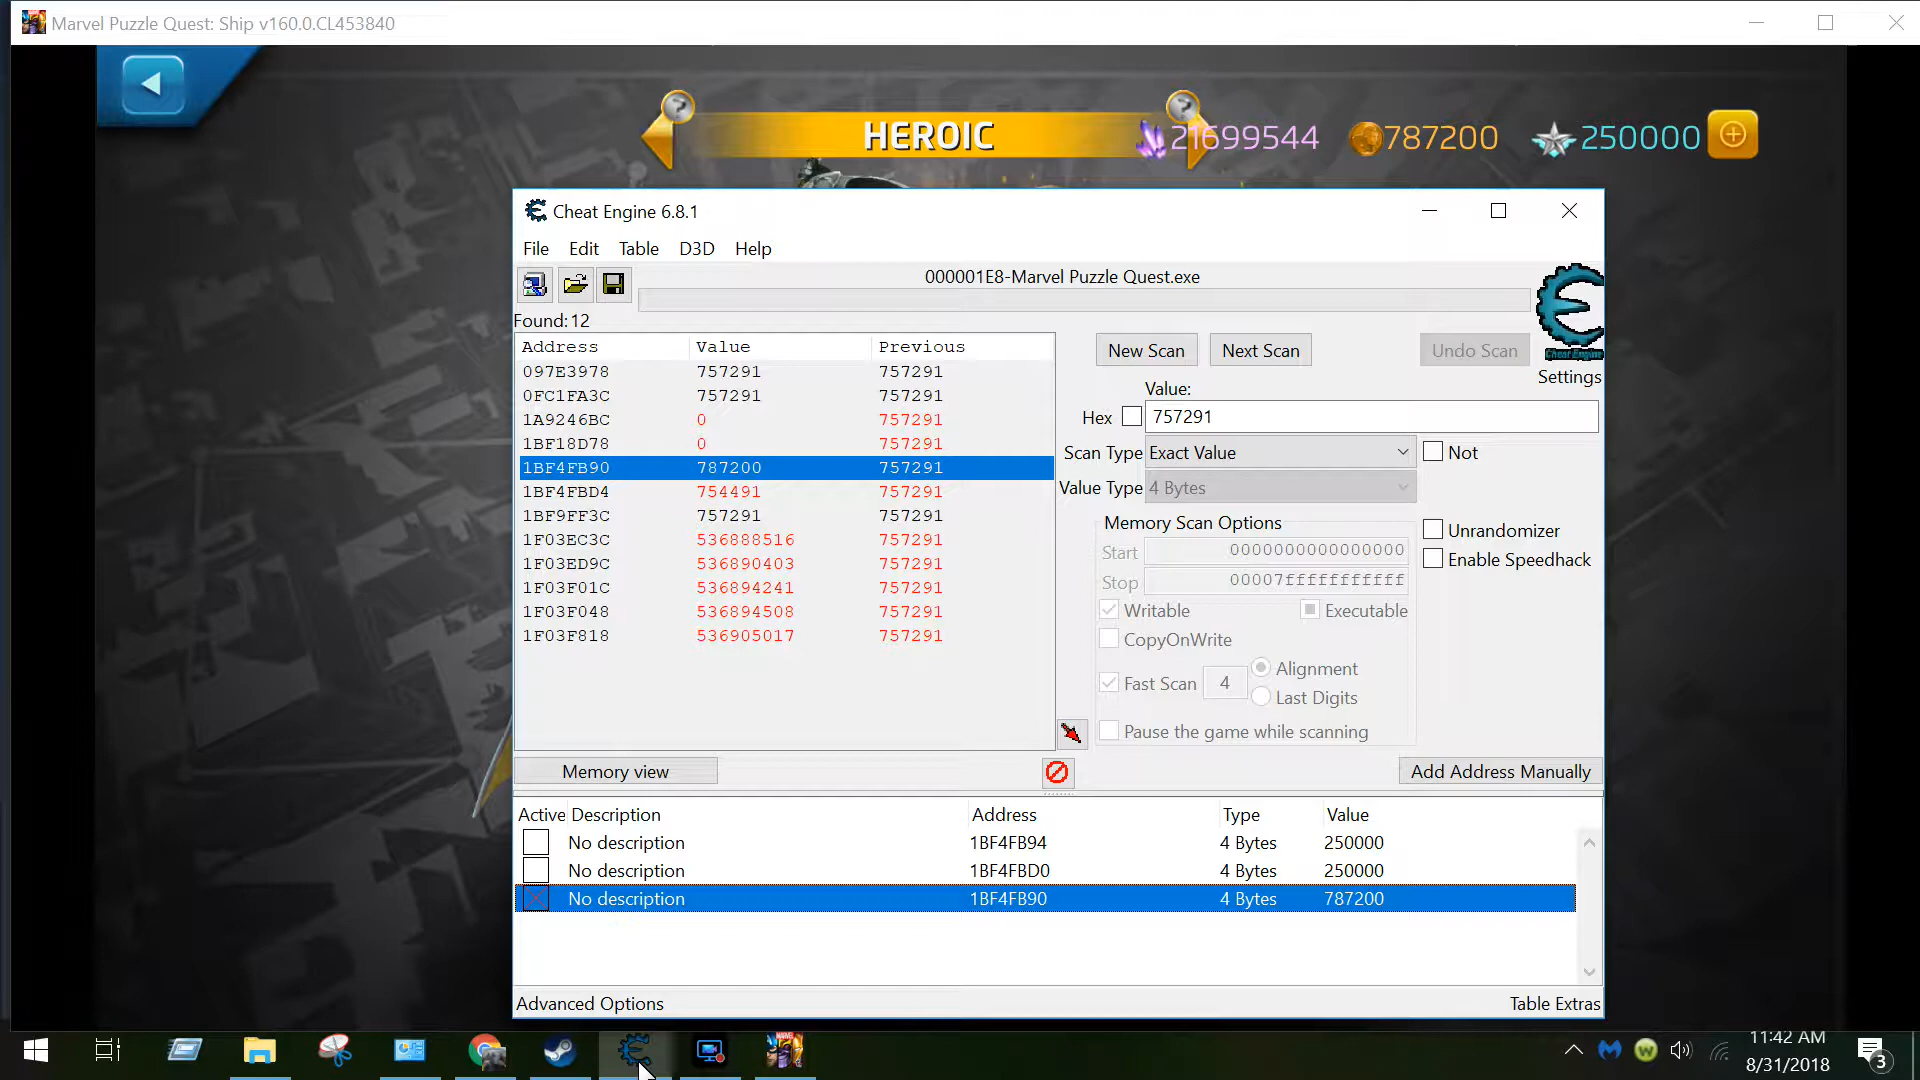 Marvel Puzzle Quest: Ship v160.0.CL453840
HEROIC
21699544
787200
250000
Cheat Engine 6.8.1
File Edit Table D3D Help
000001E8-Marvel Puzzle Quest.exe
Found: 12
Address Value Previous
097E3978 757291 757291
0FC1FA3C 757291 757291
1A9246BC 0 757291
1BF18D78 0 757291
1BF4FB90 787200 757291
1BF4FBD4 754491 757291
1BF9FF3C 757291 757291
1F03EC3C 536888516 757291
1F03ED9C 536890403 757291
1F03F01C 536894241 757291
1F03F048 536894508 757291
1F03F818 536905017 757291
New Scan Next Scan Undo Scan
Cheat Engine
Settings
Value:
Hex 757291
Scan Type Exact Value Not
Value Type 4 Bytes
Memory Scan Options
Start 0000000000000000
Stop 00007fffffffffff
Writable Executable
CopyOnWrite
Fast Scan 4 Alignment
Last Digits
Pause the game while scanning
Unrandomizer
Enable Speedhack
Memory view
Add Address Manually
Active Description Address Type Value
No description 1BF4FB94 4 Bytes 250000
No description 1BF4FBD0 4 Bytes 250000
No description 1BF4FB90 4 Bytes 787200
Advanced Options Table Extras
MARVEL
11:42 AM
8/31/2018
3